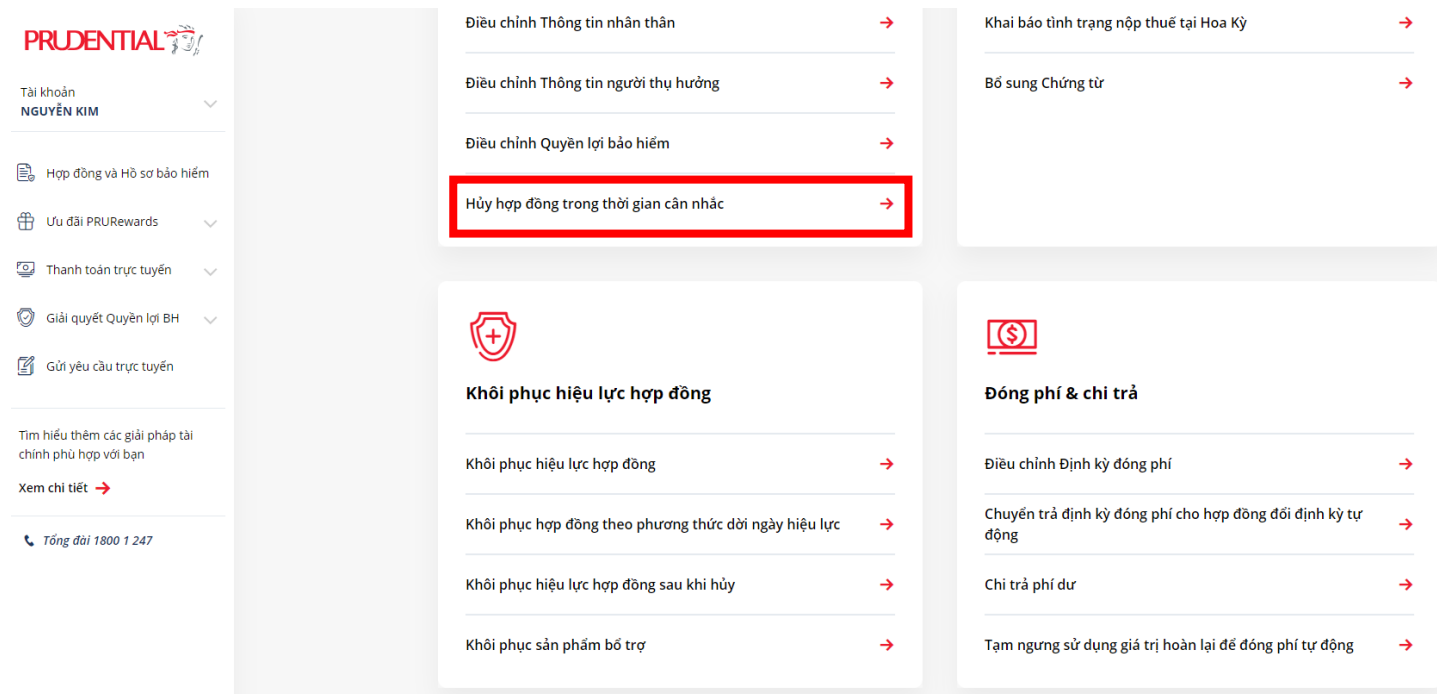 PRUDENTIAL
Tài khoản
NGUYỄN KIM
Hợp đồng và Hồ sơ bảo hiểm
Ưu đãi PRURewards
Thanh toán trực tuyến
Giải quyết Quyền lợi BH
Gửi yêu cầu trực tuyến
Tìm hiểu thêm các giải pháp tài
chính phù hợp với bạn
Xem chi tiết
Tổng đài 1800 1 247
Điều chỉnh Thông tin nhân thân
Điều chỉnh Thông tin người thụ hưởng
Điều chỉnh Quyền lợi bảo hiểm
Hủy hợp đồng trong thời gian cân nhắc
Khai báo tình trạng nộp thuế tại Hoa Kỳ
Bổ sung Chứng từ
Khôi phục hiệu lực hợp đồng
Khôi phục hiệu lực hợp đồng
Khôi phục hợp đồng theo phương thức dời ngày hiệu lực
Khôi phục hiệu lực hợp đồng sau khi hủy
Khôi phục sản phẩm bổ trợ
Đóng phí & chi trả
Điều chỉnh Định kỳ đóng phí
Chuyển trả định kỳ đóng phí cho hợp đồng đổi định kỳ tự
động
Chi trả phí dư
Tạm ngưng sử dụng giá trị hoàn lại để đóng phí tự động